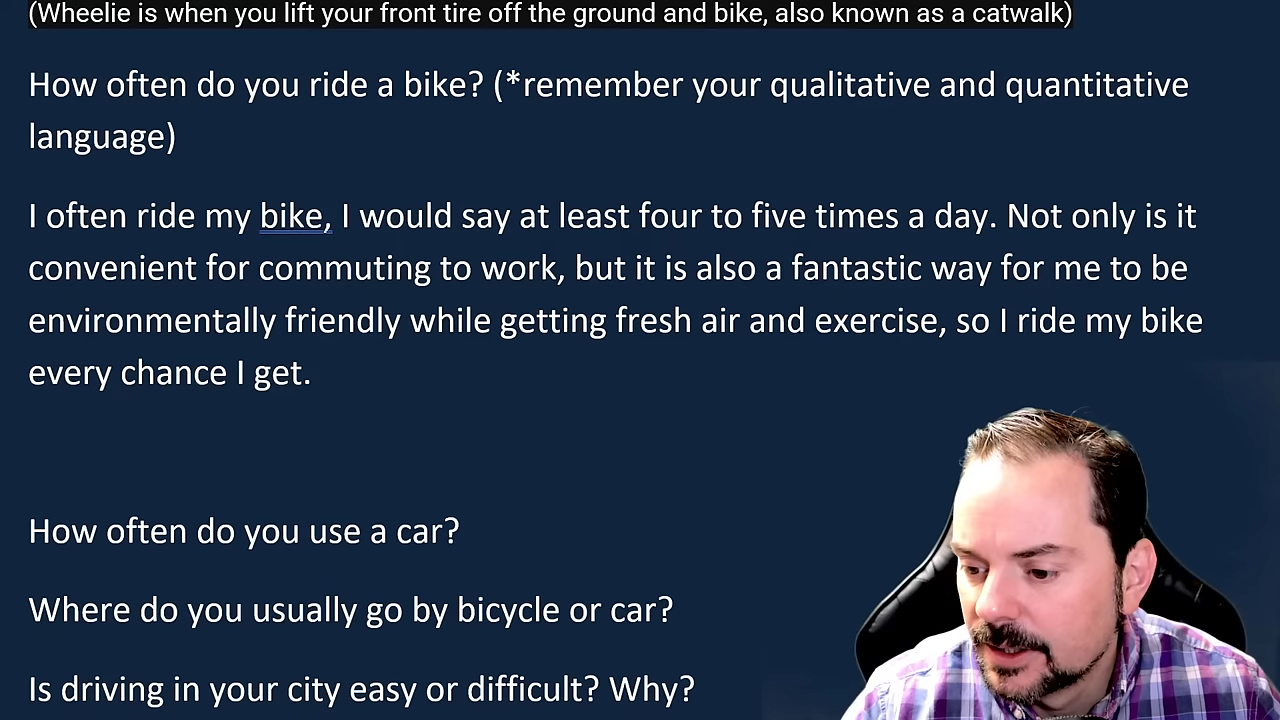 (Wheelie is when you lift your front tire off the ground and bike, also known as a catwalk)
How often do you ride a bike? (*remember your qualitative and quantitative
language)
I often ride my bike, I would say at least four to five times a day. Not only is it
convenient for commuting to work, but it is also a fantastic way for me to be
environmentally friendly while getting fresh air and exercise, so I ride my bike
every chance I get.
How often do you use a car?
Where do you usually go by bicycle or car?
Is driving in your city easy or difficult? Why?